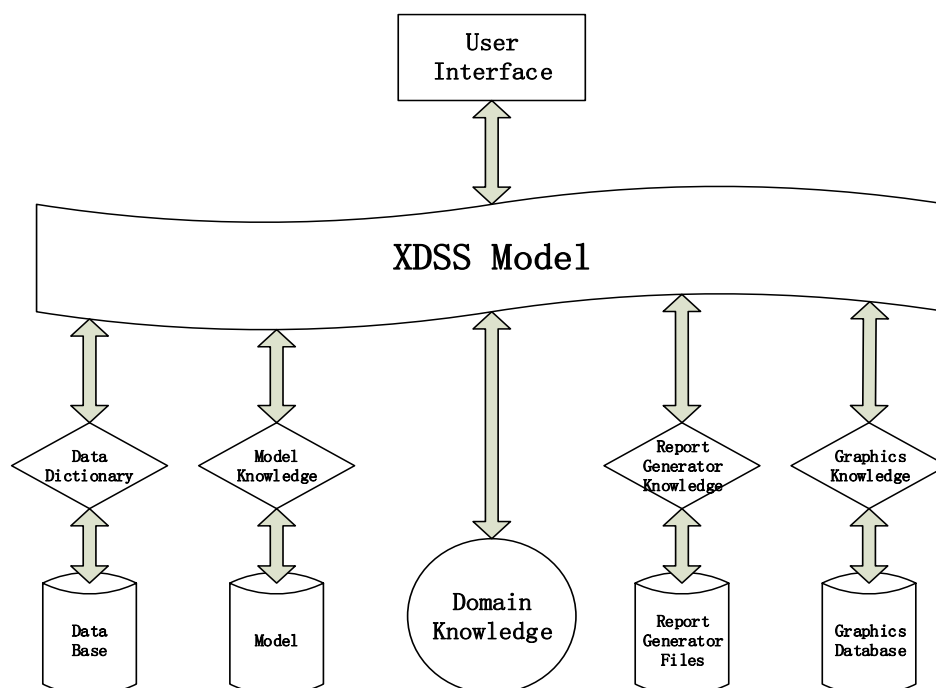 User
Interface
XDSS Model
Data
Dictionary
Model
Knowledge
Report
Generator
Knowledge
Graphics
Knowledge
Data
Base
Model
Domain
Knowledge
Report
Generator
Files
Graphics
Database